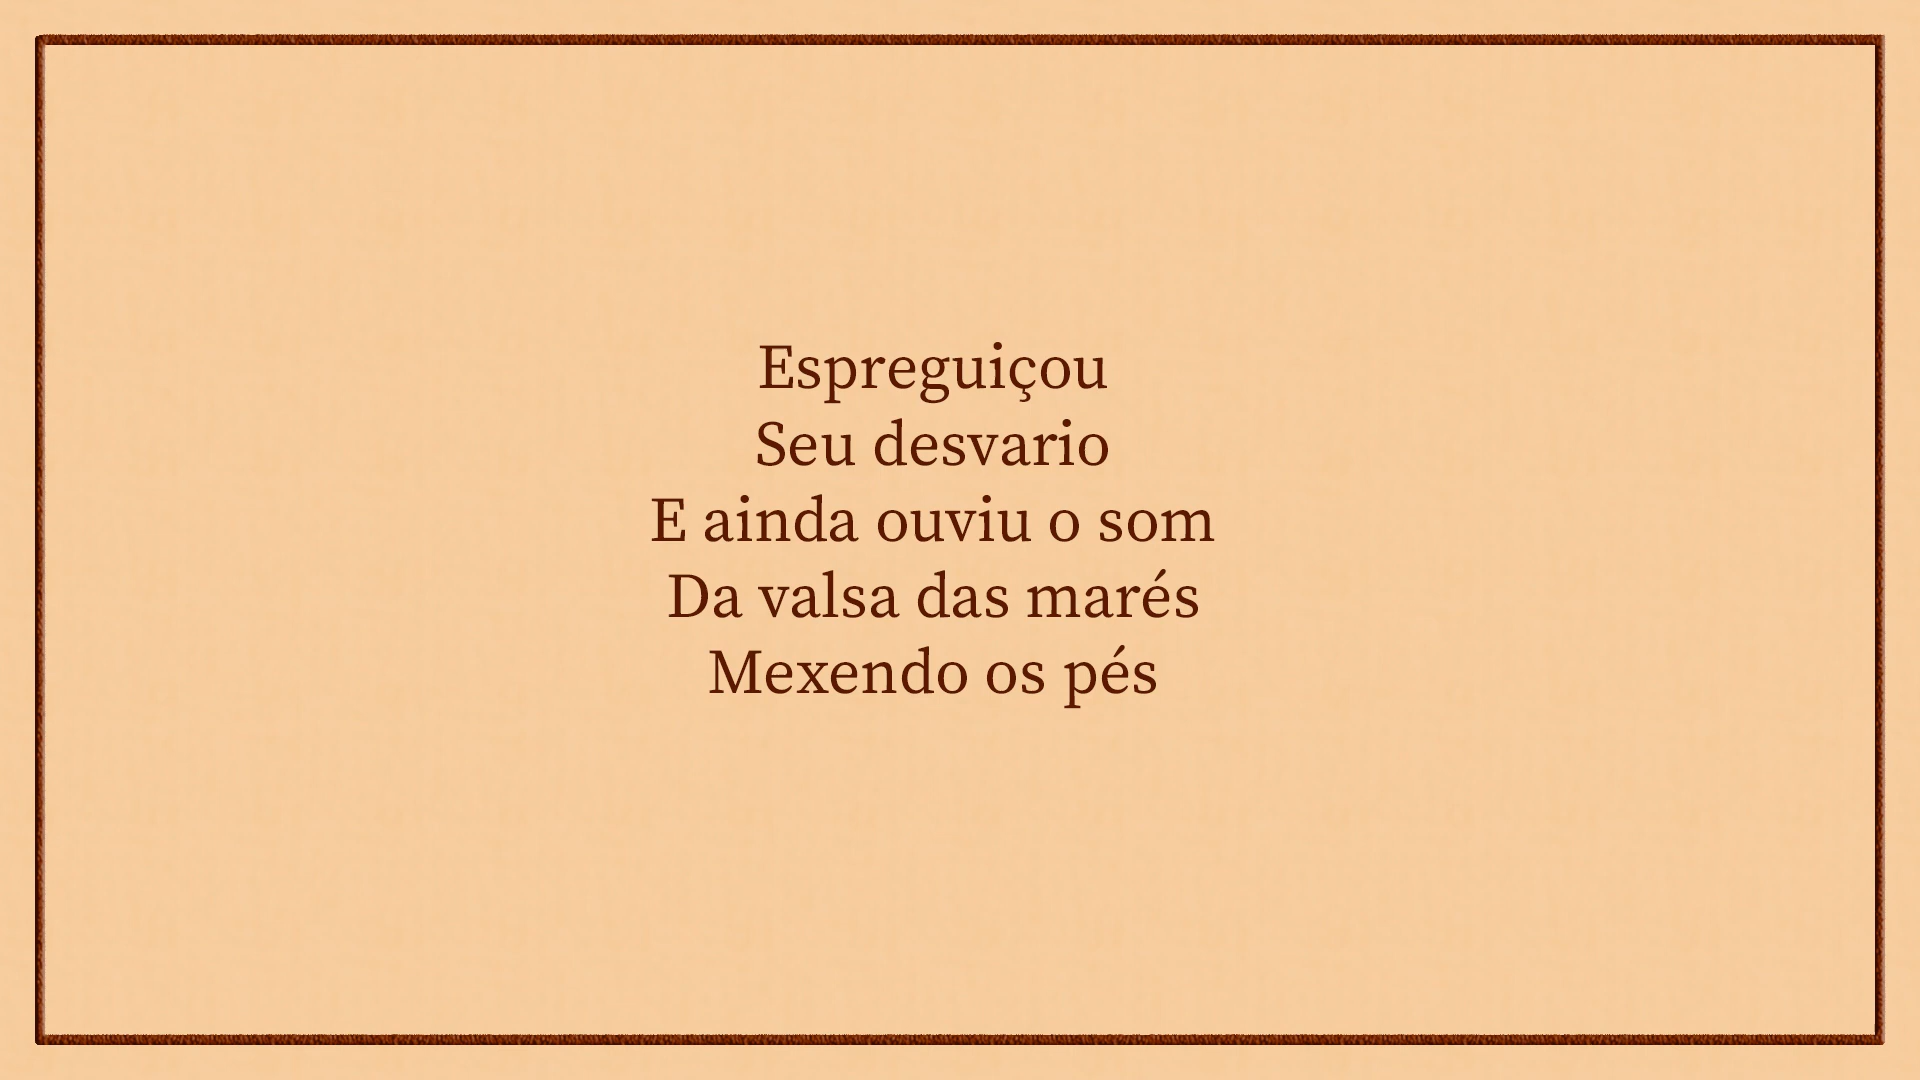 Espreguiçou
Seu desvario
E ainda ouviu o som
Da valsa das marés
Mexendo os pés